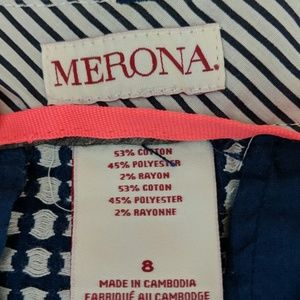 MERONA.
53% COTTON
45% POLYESTER
2% RAYON
53% COTON
45% POLYESTER
2% RAYONNE
8
MADE IN CAMBODIA
FABRIQUÉ AU CAMBODGE